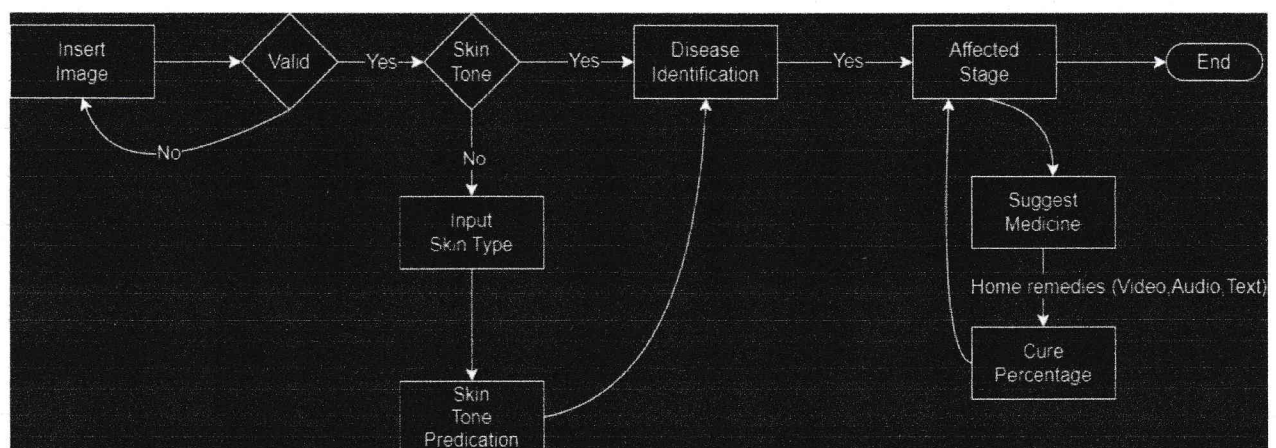 Insert
Image
Valid
Yes
Skin
Tone
Yes
Disease
Identification
Yes
Affected
Stage
End
No
No
Input
Skin Type
Suggest
Medicine
Home remedies (Video,Audio,Text)
Cure
Percentage
Skin
Tone
Predication